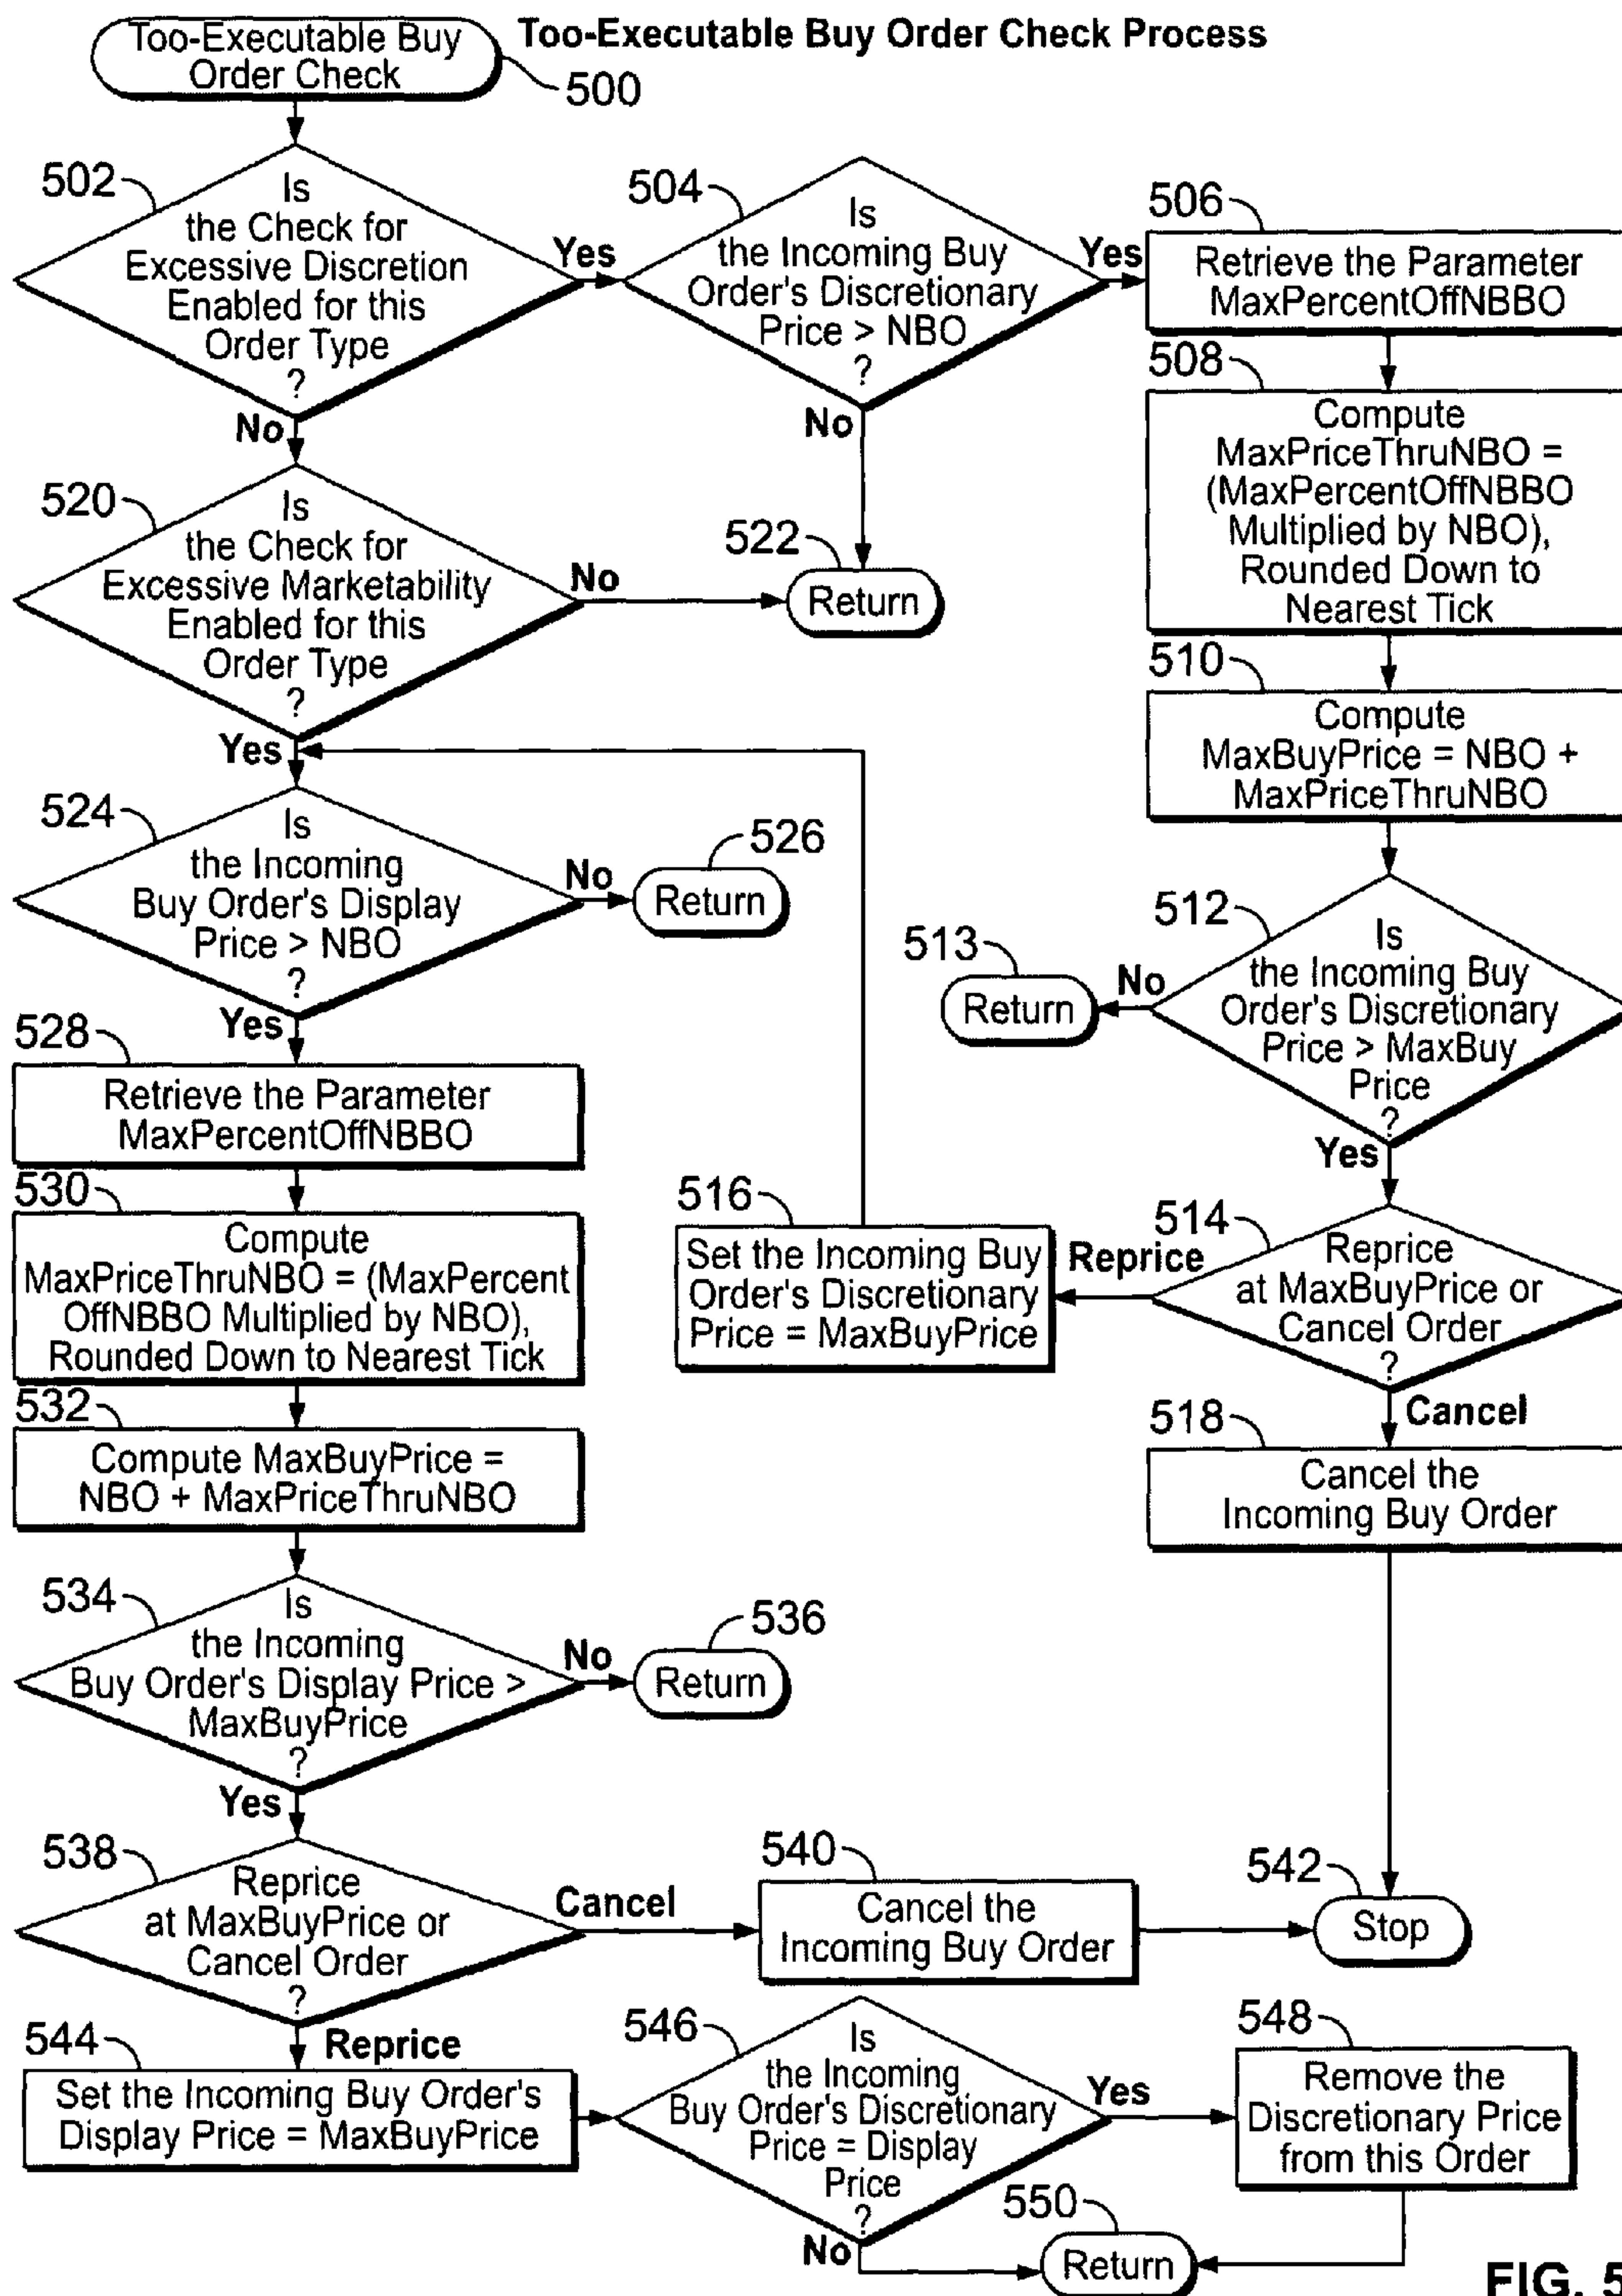 Too-Executable Buy Order Check Process
Too-Executable Buy
Order Check
500
502
Is
the Check for
Excessive Discretion
Enabled for this
Order Type
?
Yes
No
504
Is
the Incoming Buy
Order's Discretionary
Price > NBO
?
Yes
No
506
Retrieve the Parameter
MaxPercentOffNBBO
508
Compute
MaxPriceThruNBO =
(MaxPercentOffNBBO
Multiplied by NBO),
Rounded Down to
Nearest Tick
510
Compute
MaxBuyPrice = NBO +
MaxPriceThruNBO
512
Is
the Incoming Buy
Order's Discretionary
Price > MaxBuy
Price
?
No
Yes
513
Return
514
Reprice
at MaxBuyPrice or
Cancel Order
?
Reprice
Cancel
516
Set the Incoming Buy
Order's Discretionary
Price = MaxBuyPrice
518
Cancel the
Incoming Buy Order
520
Is
the Check for
Excessive Marketability
Enabled for this
Order Type
?
No
Yes
522
Return
524
Is
the Incoming
Buy Order's Display
Price > NBO
?
No
Yes
526
Return
528
Retrieve the Parameter
MaxPercentOffNBBO
530
Compute
MaxPriceThruNBO = (MaxPercent
OffNBBO Multiplied by NBO),
Rounded Down to Nearest Tick
532
Compute MaxBuyPrice =
NBO + MaxPriceThruNBO
534
Is
the Incoming
Buy Order's Display Price >
MaxBuyPrice
?
No
Yes
536
Return
538
Reprice
at MaxBuyPrice or
Cancel Order
?
Cancel
Reprice
540
Cancel the
Incoming Buy Order
542
Stop
544
Set the Incoming Buy Order's
Display Price = MaxBuyPrice
546
Is
the Incoming
Buy Order's Discretionary
Price = Display
Price
?
Yes
No
548
Remove the
Discretionary Price
from this Order
550
Return
FIG. 5